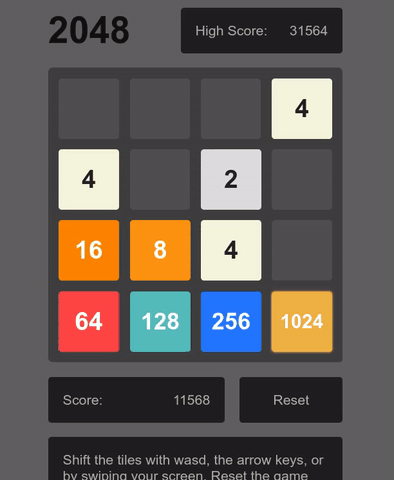 2048
High Score: 31564
4
4 2
16 8 4
64 128 256 1024
Score: 11568
Reset
Shift the tiles with wasd, the arrow keys, or
by swiping your screen. Reset the game